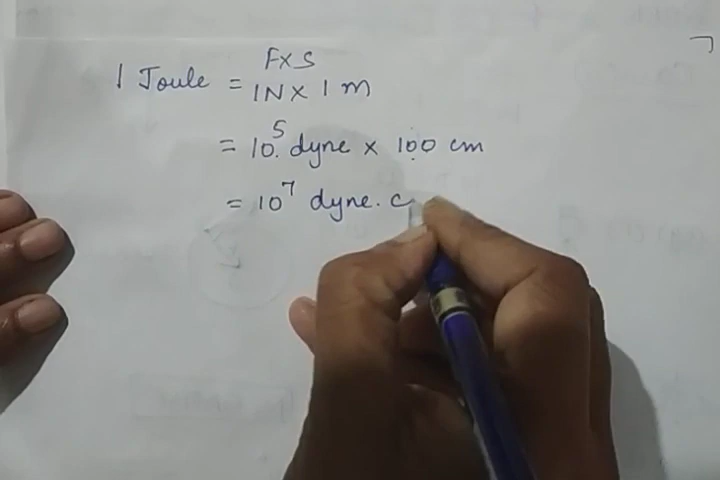 F×S
1 Joule = 1N × 1 m
= 10⁵ dyne × 100 cm
= 10⁷ dyne. c